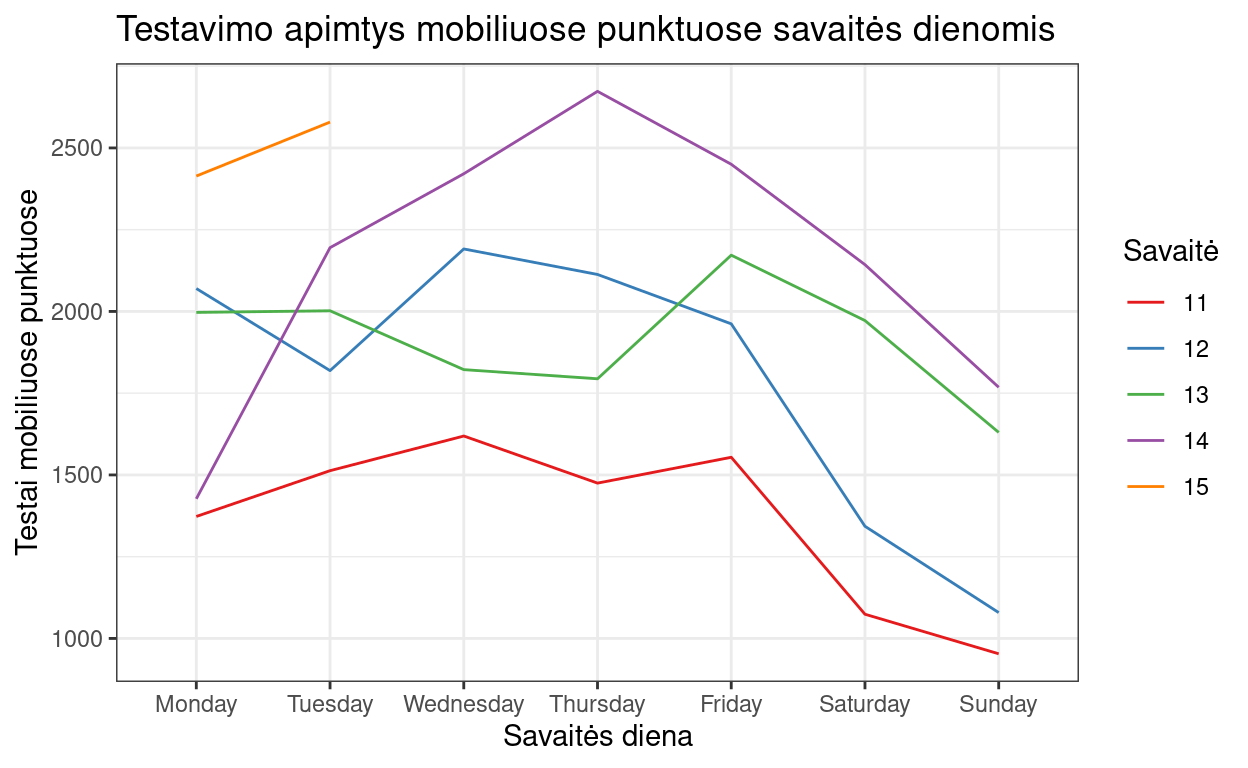 Testavimo apimtys mobiliuose punktuose savaitės dienomis
Testai mobiliuose punktuose
2500
2000
1500
1000
Monday Tuesday Wednesday Thursday Friday Saturday Sunday
Savaitės diena
Savaitė
11
12
13
14
15